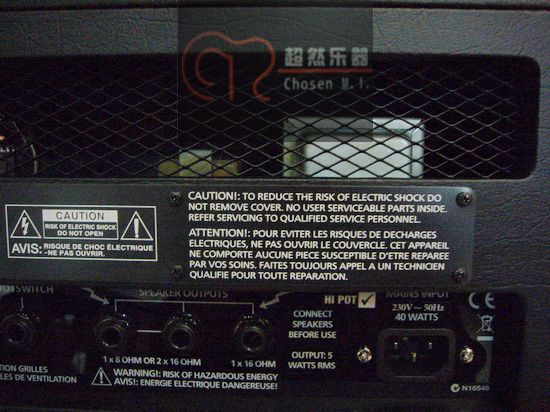 超然乐器
Chosen M.I.
CAUTION!: TO REDUCE THE RISK OF ELECTRIC SHOCK DO
NOT REMOVE COVER. NO USER SERVICEABLE PARTS INSIDE.
REFER SERVICING TO QUALIFIED SERVICE PERSONNEL.
ATTENTION!: POUR EVITER LES RISQUES DE DECHARGES
ELECTRIQUES, NE PAS OUVRIR LE COUVERCLE. CET APPAREIL
NE COMPORTE AUCUNE PIECE SUSCEPTIBLE D'ETRE REPAREE
PAR VOS SOINS. FAITES TOUJOURS APPEL A UN TECHNICIEN
QUALIFIE POUR TOUTE REPARATION.
CAUTION
RISK OF ELECTRIC SHOCK
DO NOT OPEN
AVIS: RISQUE DE CHOC ÉLECTRIQUE
-NE PAS OUVRIR.
SWITCH
SPEAKER OUTPUTS
1 x 8 OHM OR 2 x 16 OHM
1 x 16 OHM
WARNING!: RISK OF HAZARDOUS ENERGY
AVIS!: ENERGIE ELECTRIQUE DANGEREUSE!
HI POT
CONNECT
SPEAKERS
BEFORE USE
OUTPUT: 5
WATTS RMS
MAINS INPUT
230V ~ 50Hz
40 WATTS
CE
N16549
GRILLES
DE VENTILATION